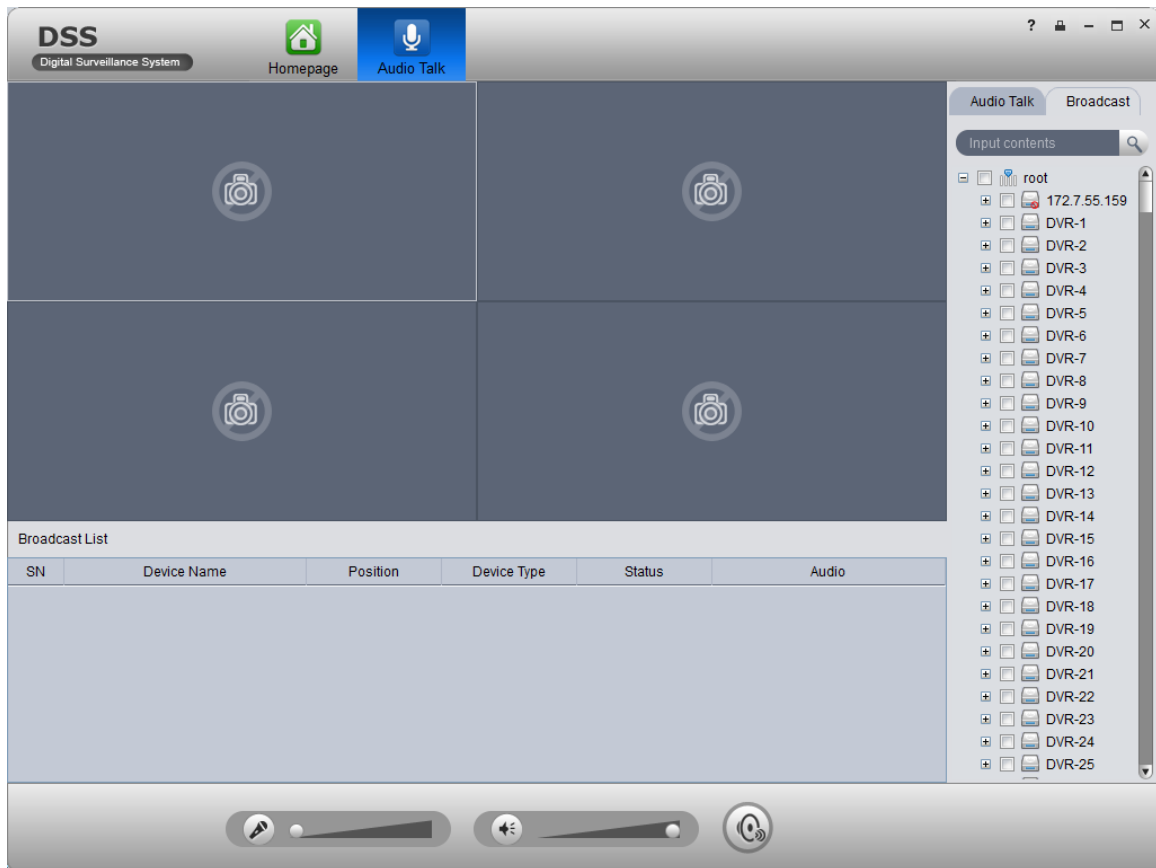 DSS
Digital Surveillance System
Homepage
Audio Talk
?
Audio Talk
Broadcast
Input contents
root
172.7.55.159
DVR-1
DVR-2
DVR-3
DVR-4
DVR-5
DVR-6
DVR-7
DVR-8
DVR-9
DVR-10
DVR-11
DVR-12
DVR-13
DVR-14
DVR-15
DVR-16
DVR-17
DVR-18
DVR-19
DVR-20
DVR-21
DVR-22
DVR-23
DVR-24
DVR-25
Broadcast List
SN Device Name Position Device Type Status Audio